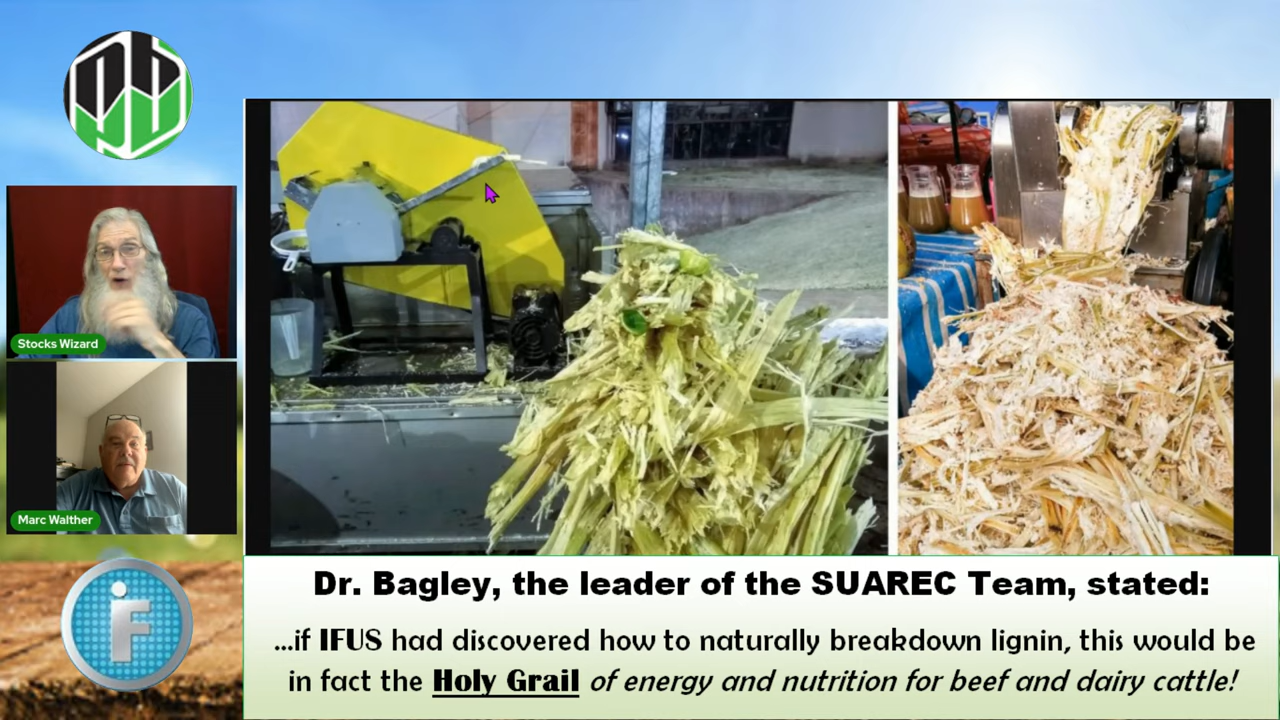 Stocks Wizard
Marc Walther
iF
Dr. Bagley, the leader of the SUAREC Team, stated:
...if IFUS had discovered how to naturally breakdown lignin, this would be
in fact the Holy Grail of energy and nutrition for beef and dairy cattle!